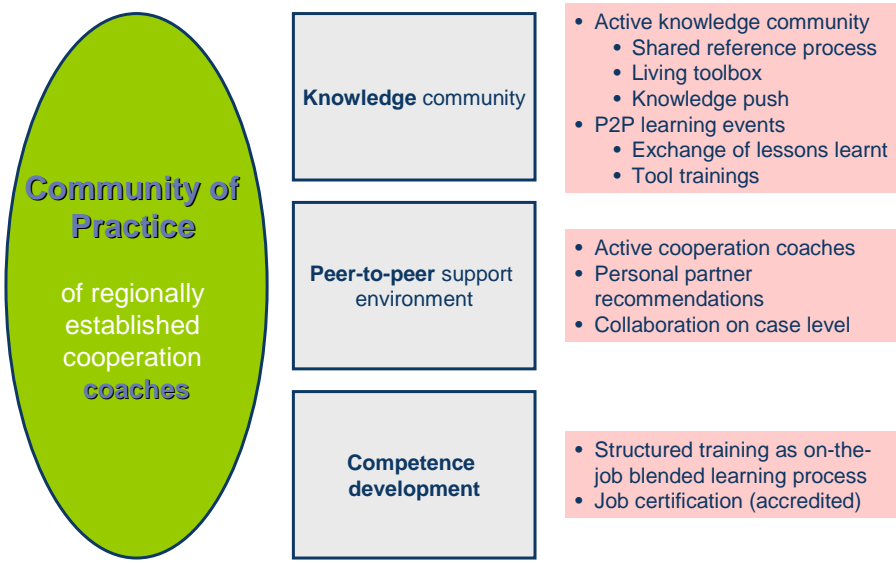 Community of
Practice
of regionally
established
cooperation
coaches
Knowledge community
• Active knowledge community
• Shared reference process
• Living toolbox
• Knowledge push
• P2P learning events
• Exchange of lessons learnt
• Tool trainings
Peer-to-peer support
environment
• Active cooperation coaches
• Personal partner
recommendations
• Collaboration on case level
Competence
development
• Structured training as on-the-
job blended learning process
• Job certification (accredited)